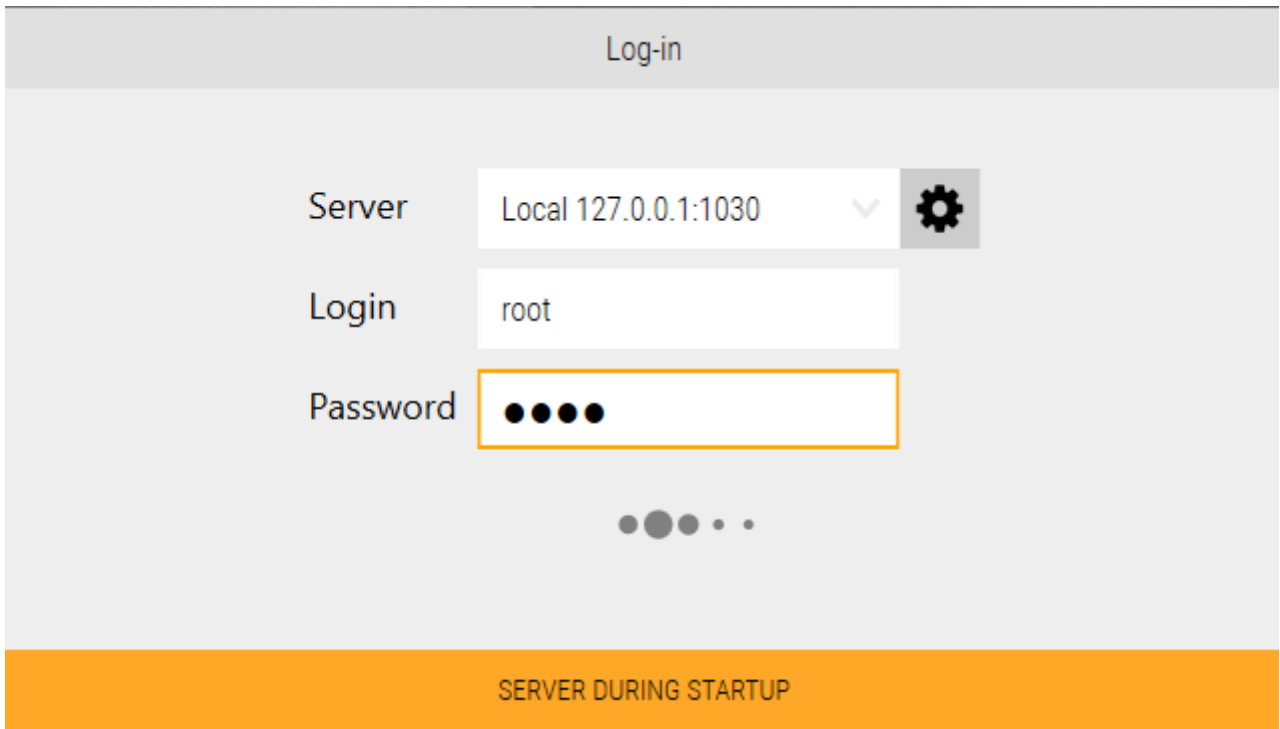 Log-in
Server Local 127.0.0.1:1030
Login root
Password ●●●●
SERVER DURING STARTUP